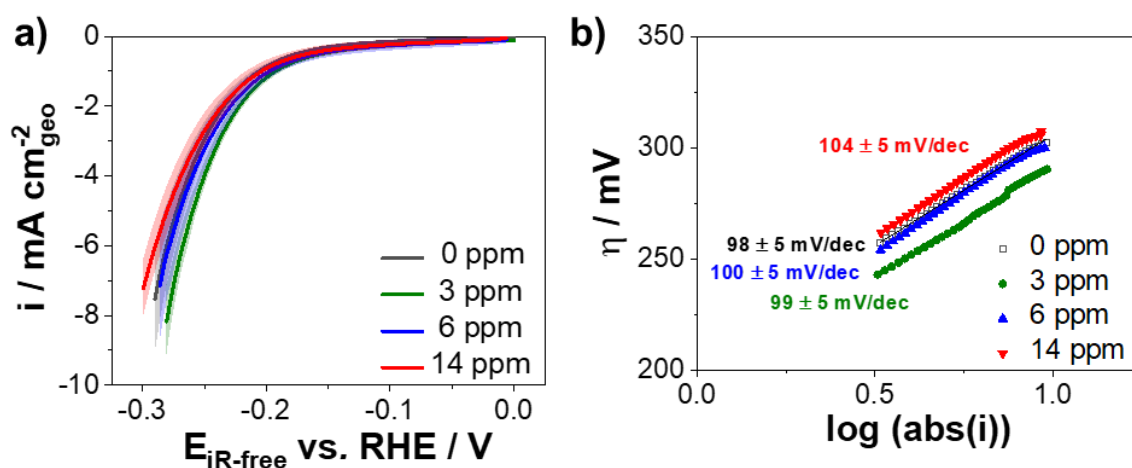 a)
0
-2
-4
-6
-8
-10
i / mA cm-2geo
0 ppm
3 ppm
6 ppm
14 ppm
-0.3
-0.2
-0.1
0.0
EiR-free vs. RHE / V
b)
350
300
250
200
η / mV
104 ± 5 mV/dec
98 ± 5 mV/dec
100 ± 5 mV/dec
99 ± 5 mV/dec
0 ppm
3 ppm
6 ppm
14 ppm
0.0
0.5
1.0
log (abs(i))